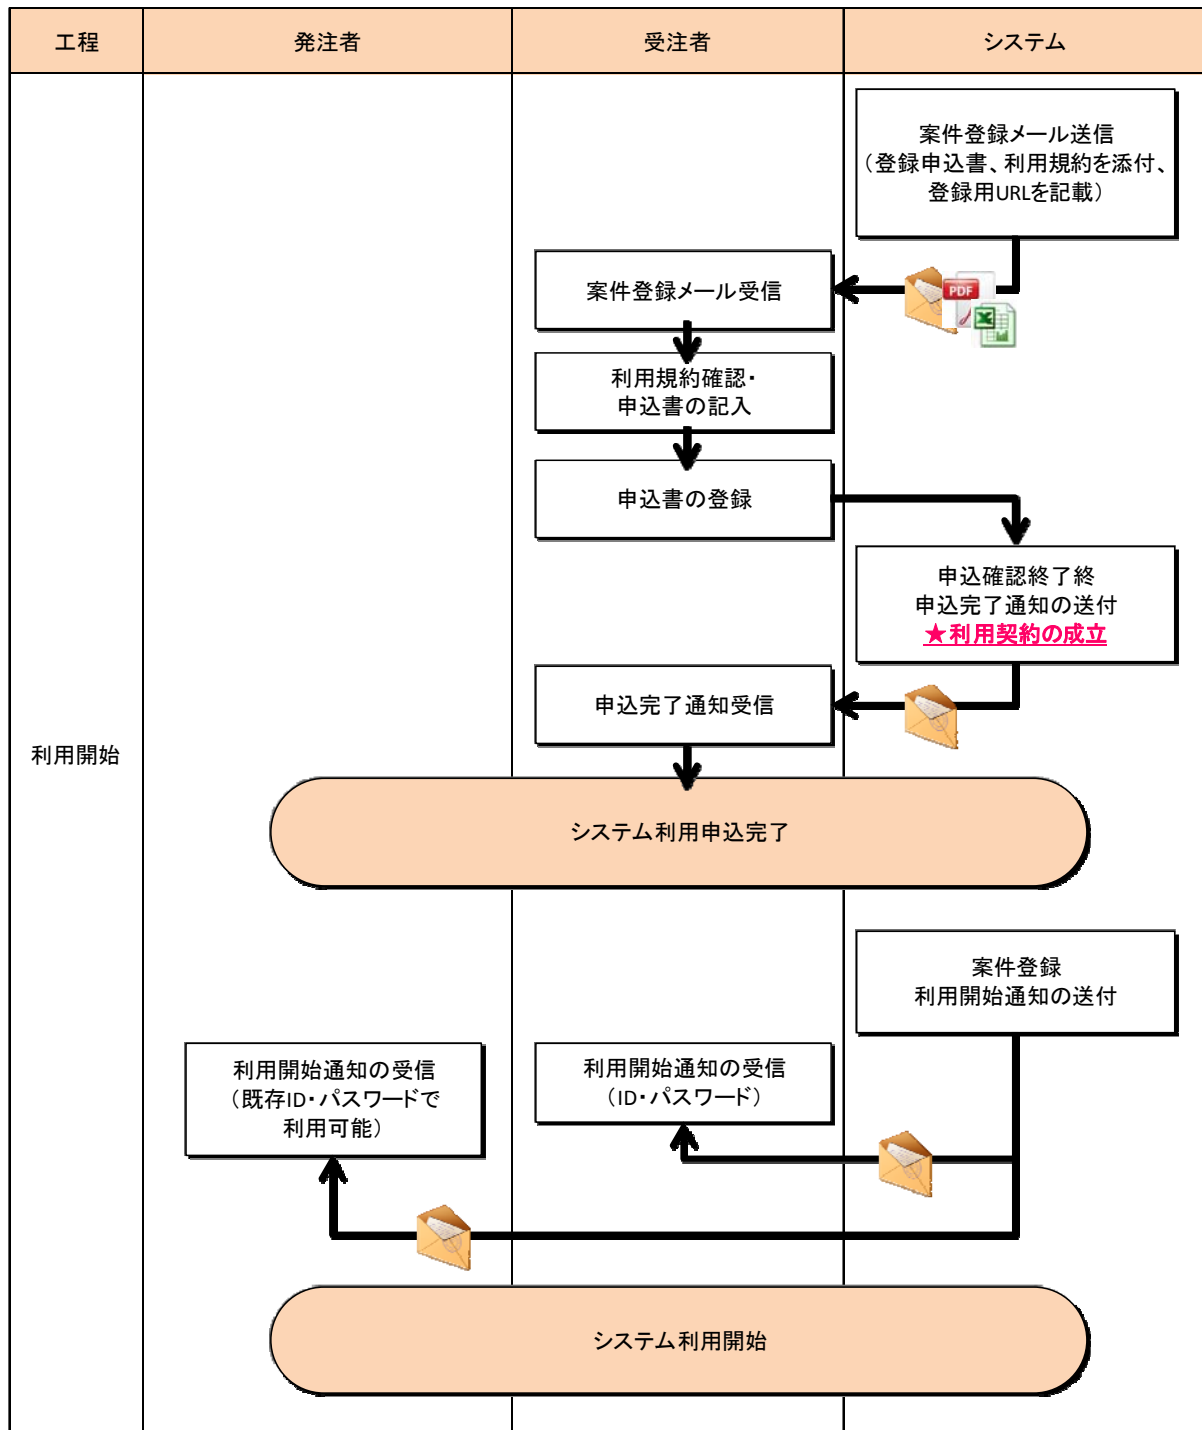 工程
発注者
受注者
システム
案件登録メール送信
（登録申込書、利用規約を添付、
登録用URLを記載）
PDF
案件登録メール受信
利用規約確認・
申込書の記入
申込書の登録
申込確認終了終
申込完了通知の送付
★利用契約の成立
申込完了通知受信
利用開始
システム利用申込完了
案件登録
利用開始通知の送付
利用開始通知の受信
（既存ID・パスワードで
利用可能）
利用開始通知の受信
（ID・パスワード）
システム利用開始